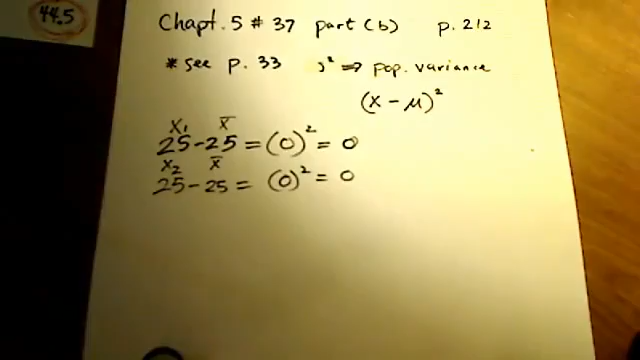 44.5
Chapt. 5 # 37 part (b) p. 212
* see p. 33 ² ⇒ pop. variance
(x - μ)²
x₁ x̄
25 - 25 = (0)² = 0
x₂ x̄
25 - 25 = (0)² = 0